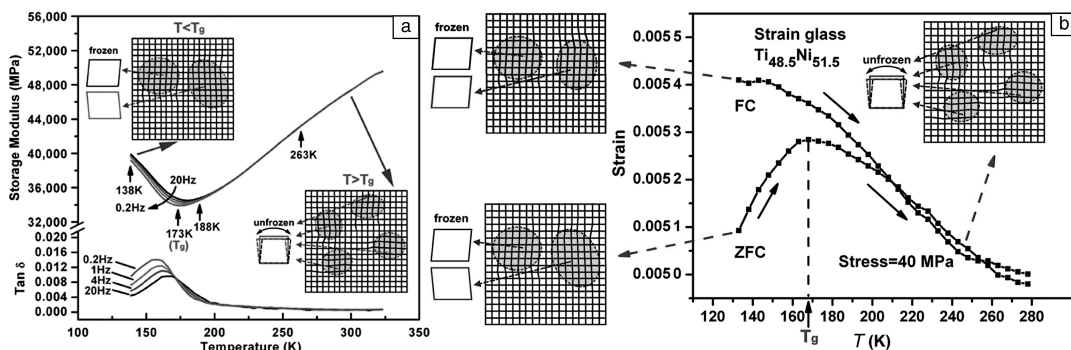 a
T<Tg
frozen
56,000
52,000
48,000
44,000
40,000
36,000
32,000
Storage Modulus (MPa)
138K
20Hz
0.2Hz
173K
(Tg)
188K
263K
T>Tg
unfrozen
0.020
0.016
0.012
0.008
0.004
0.000
Tan δ
0.2Hz
1Hz
4Hz
20Hz
100 150 200 250 300 350
Temperature (K)
frozen
frozen
b
0.0055
0.0054
0.0053
0.0052
0.0051
0.0050
Strain
Strain glass
Ti48.5Ni51.5
unfrozen
FC
ZFC
Stress=40 MPa
120 140 160 180 200 220 240 260 280
Tg
T (K)